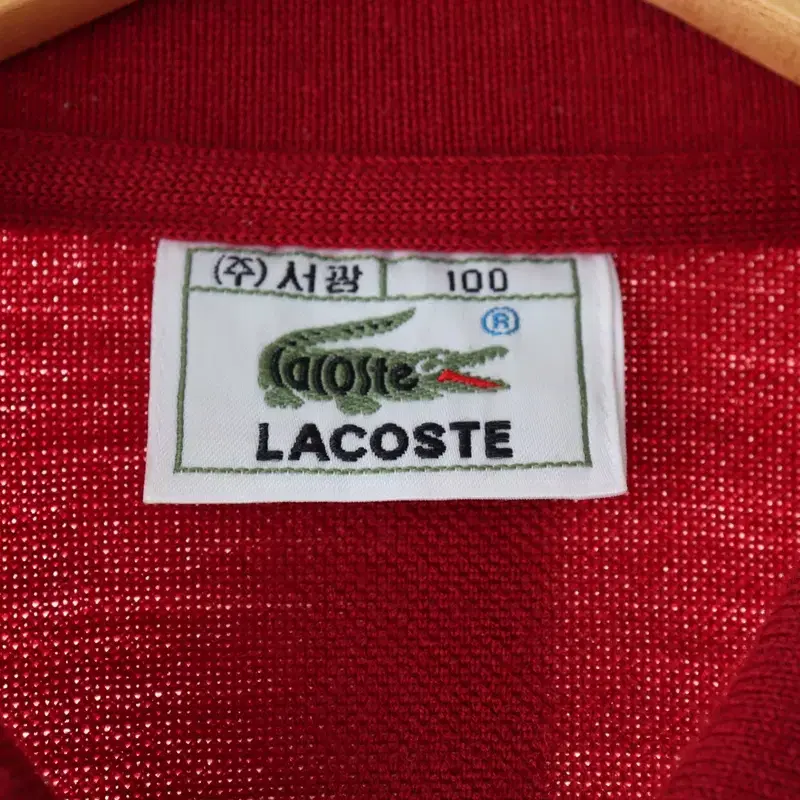 (주)서광 100
®
Lacoste
LACOSTE